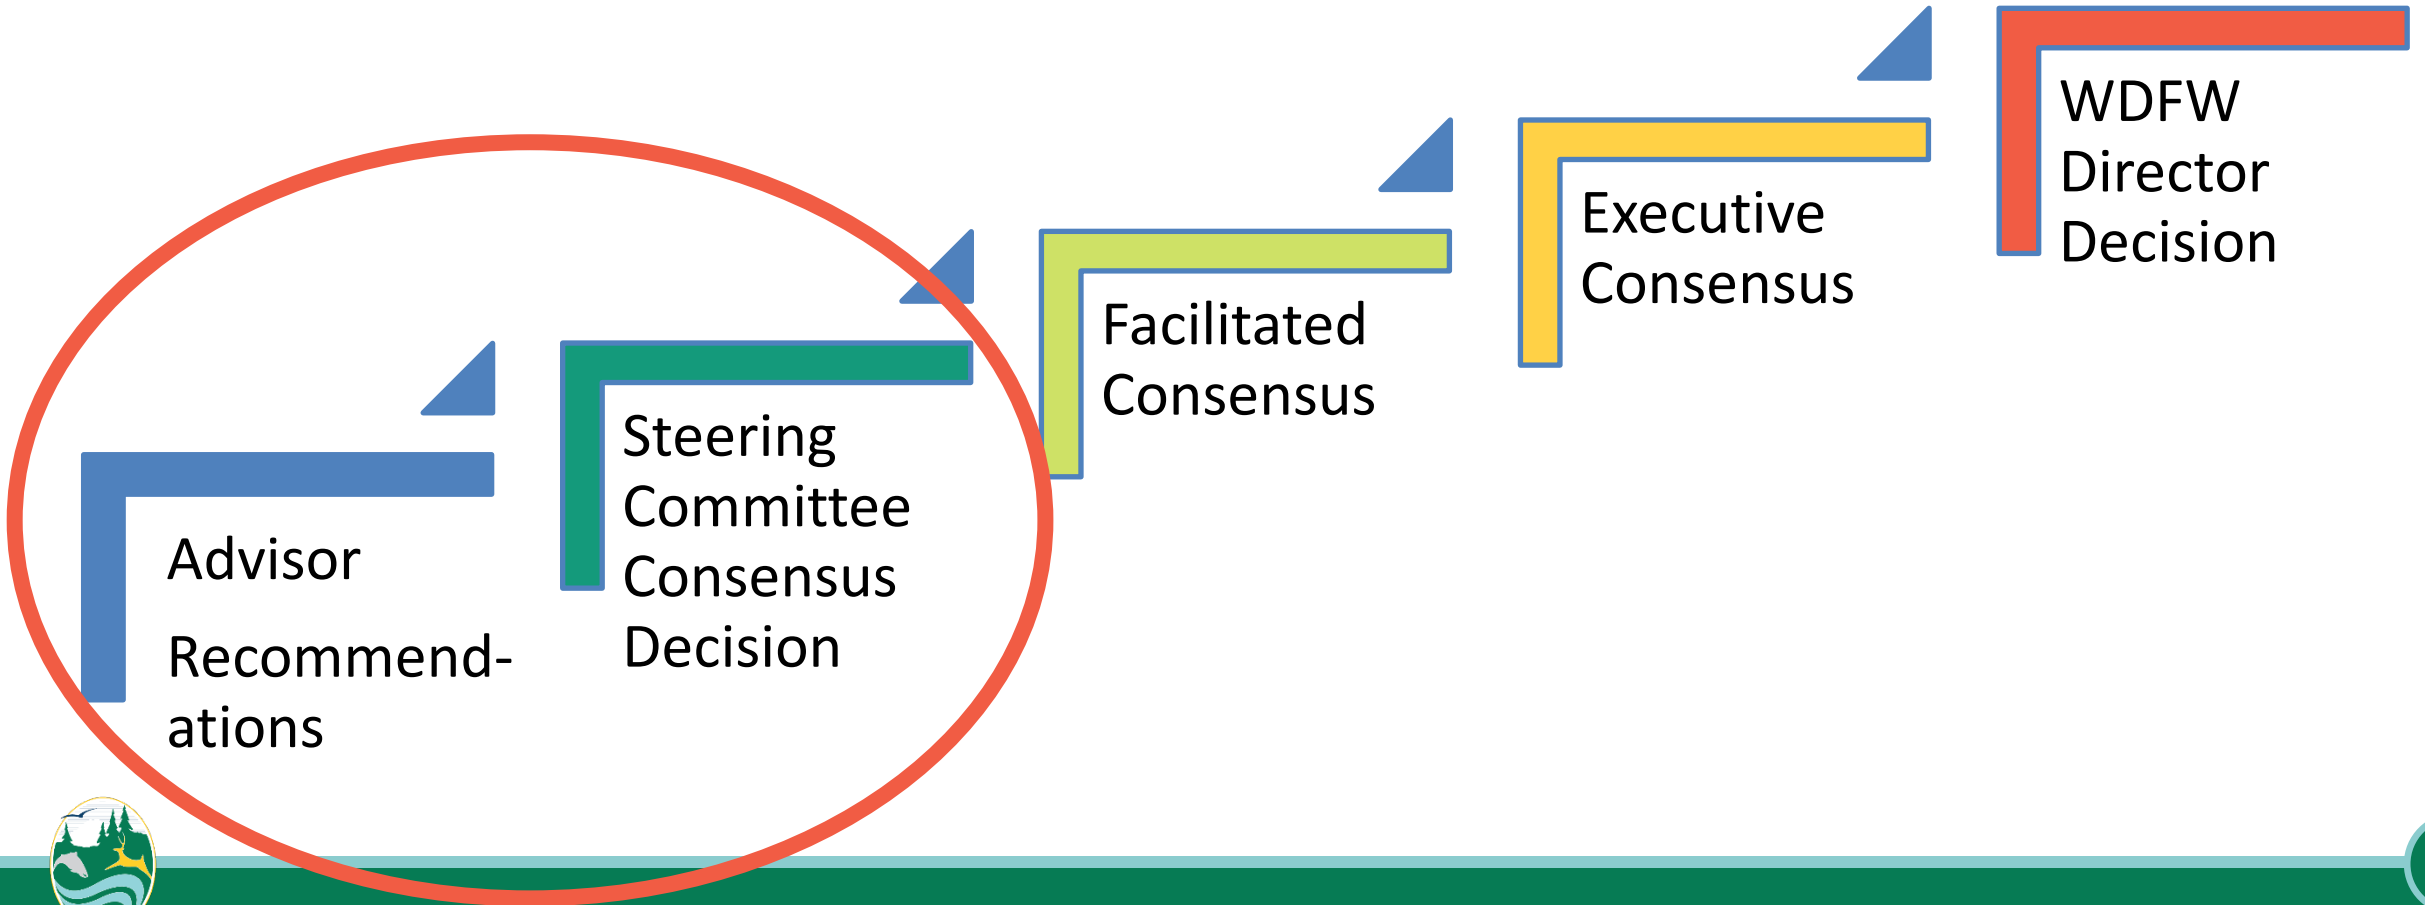 Advisor
Recommend-
ations
Steering
Committee
Consensus
Decision
Facilitated
Consensus
Executive
Consensus
WDFW
Director
Decision